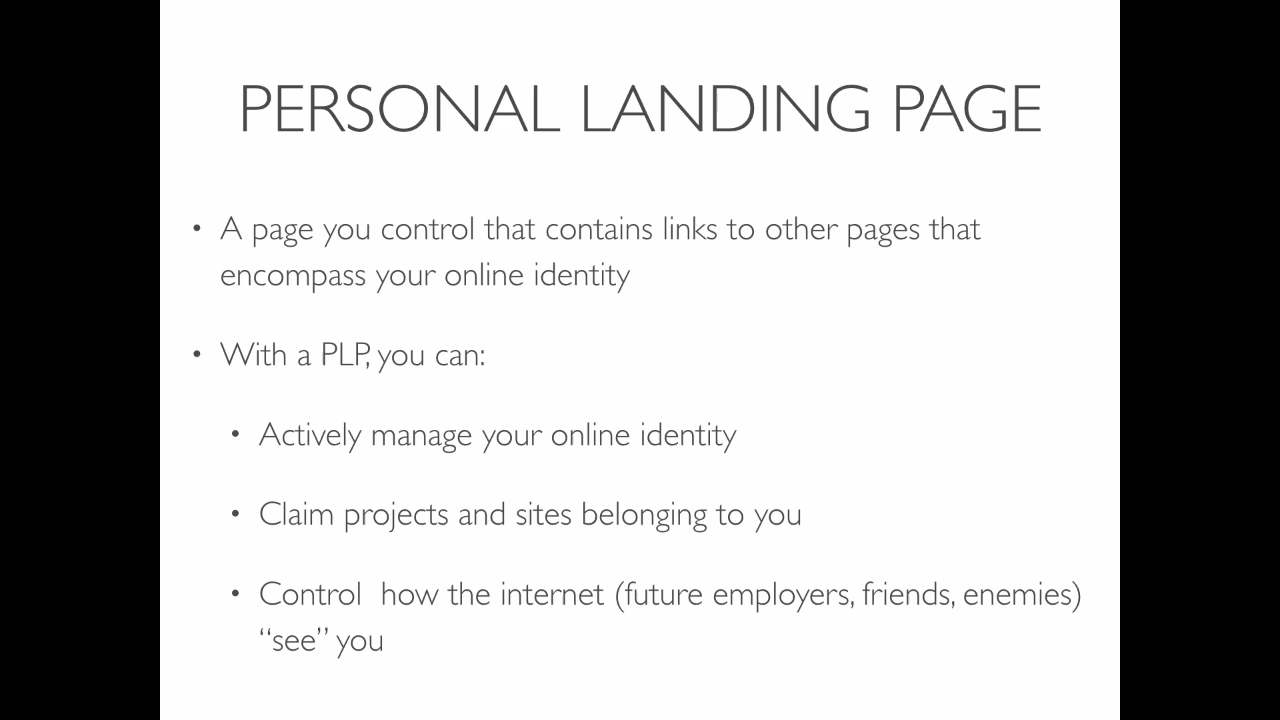 PERSONAL LANDING PAGE
• A page you control that contains links to other pages that
encompass your online identity
• With a PLP, you can:
• Actively manage your online identity
• Claim projects and sites belonging to you
• Control  how the internet (future employers, friends, enemies)
“see” you